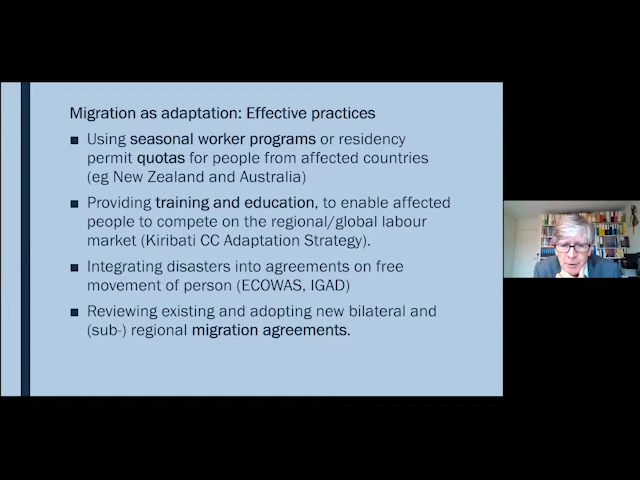 Migration as adaptation: Effective practices
■ Using seasonal worker programs or residency
permit quotas for people from affected countries
(eg New Zealand and Australia)
■ Providing training and education, to enable affected
people to compete on the regional/global labour
market (Kiribati CC Adaptation Strategy).
■ Integrating disasters into agreements on free
movement of person (ECOWAS, IGAD)
■ Reviewing existing and adopting new bilateral and
(sub-) regional migration agreements.